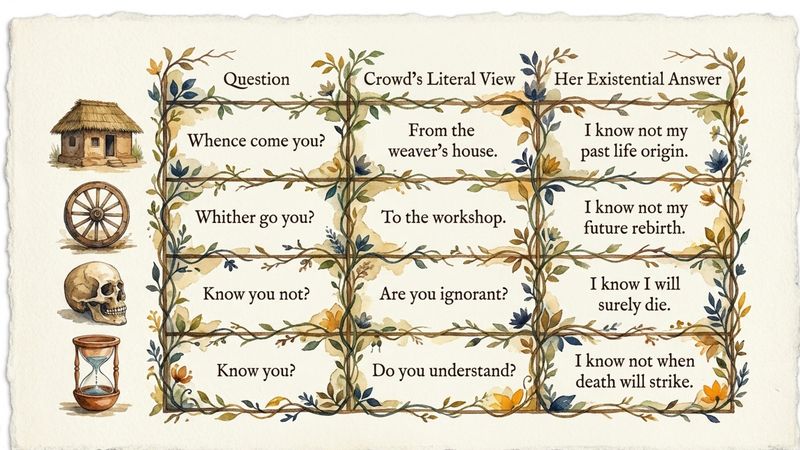 Question
Crowd's Literal View
Her Existential Answer
Whence come you?
From the
weaver's house.
I know not my
past life origin.
Whither go you?
To the workshop.
I know not my
future rebirth.
Know you not?
Are you ignorant?
I know I will
surely die.
Know you?
Do you understand?
I know not when
death will strike.